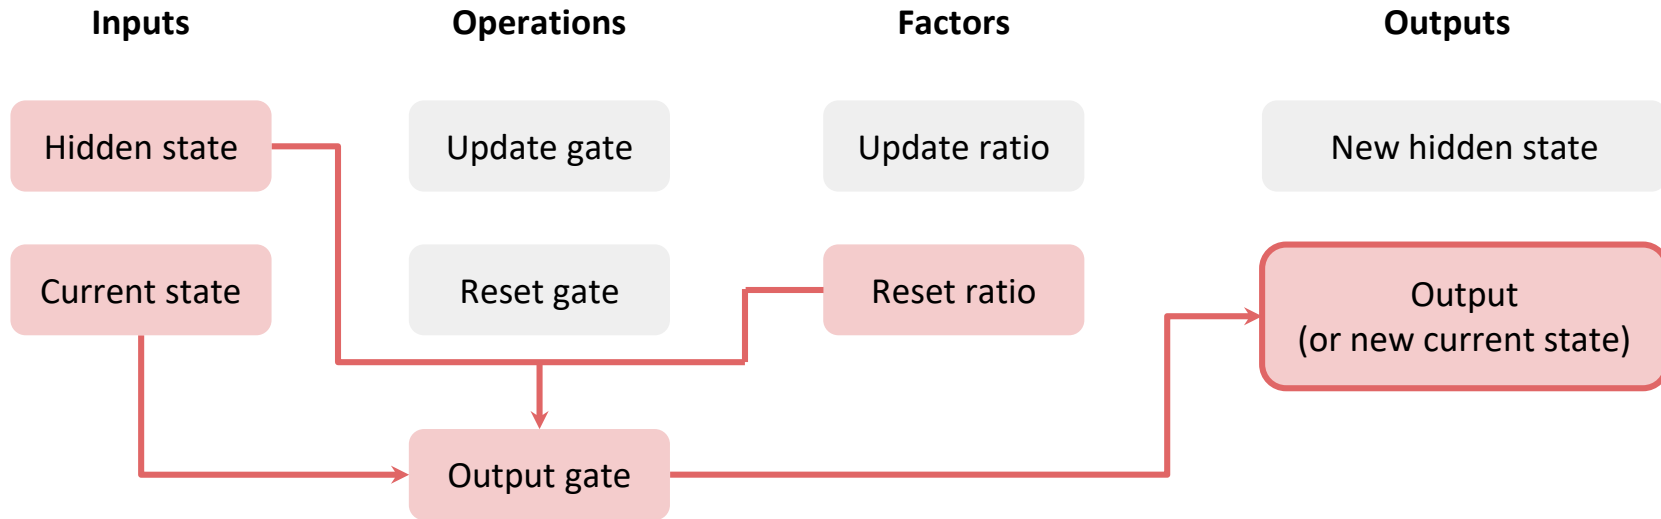 Inputs
Operations
Factors
Outputs
Hidden state
Update gate
Update ratio
New hidden state
Current state
Reset gate
Reset ratio
Output
(or new current state)
Output gate